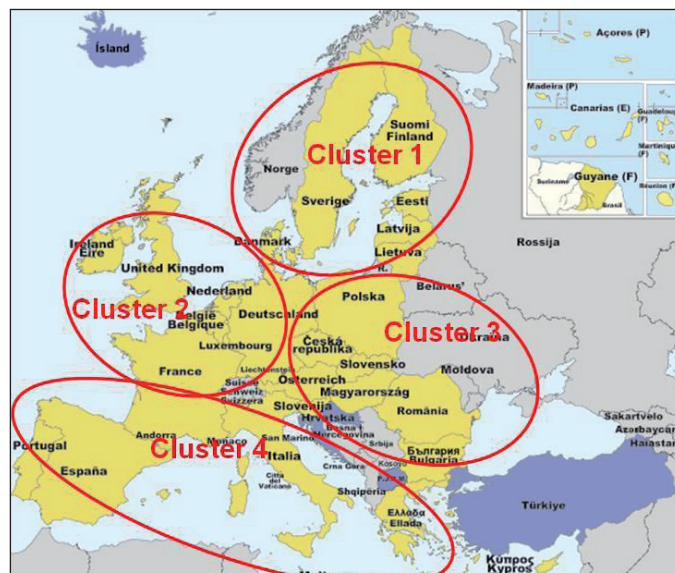 Ísland
Açores (P)
Madeira (P)
Canarias (E)
Guadeloupe (F)
Martinique (F)
Guyane (F)
Suriname
Brasil
Réunion (F)
Suomi
Finland
Norge
Cluster 1
Sverige
Eesti
Latvija
Lietuva
R.
Rossija
Danmark
Ireland
Éire
United Kingdom
Nederland
Cluster 2
België
Belgique
Deutschland
Luxembourg
Polska
Belarus'
Cluster 3
Ukraïna
Česká
republika
Slovensko
Moldova
France
Liechtenstein
Suisse
Schweiz
Svizzera
Österreich
Magyarország
Slovenija
Hrvatska
România
Bosna i
Hercegovina
Srbija
Portugal
Andorra
Monaco
San Marino
Cluster 4
España
Italia
Città
del
Vaticano
Crna Gora
Kosovo
България
Bulgaria
Shqipëria
Ελλάδα
Ellada
Türkiye
Sakartvelo
Azərbaycan
Haiastan
Κύπρος
Kypros